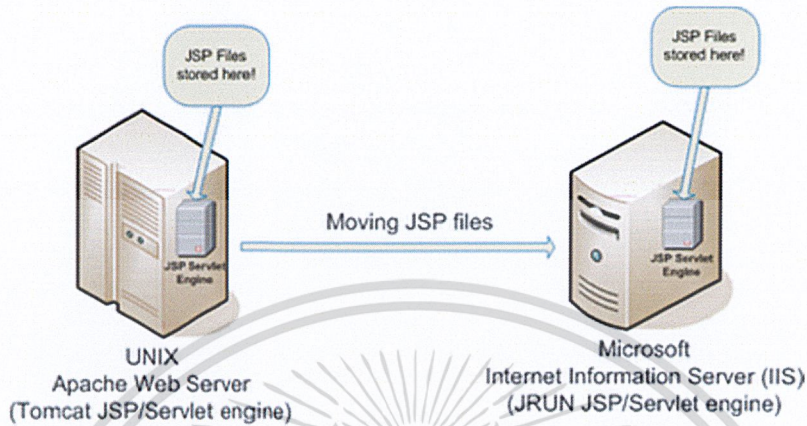 JSP Files
stored here!
JSP Files
stored here!
Moving JSP files
JSP Servlet
Engine
JSP Servlet
Engine
UNIX
Apache Web Server
(Tomcat JSP/Servlet engine)
Microsoft
Internet Information Server (IIS)
(JRUN JSP/Servlet engine)